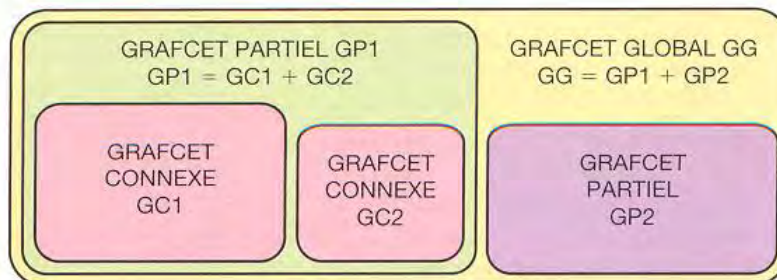 GRAFCET PARTIEL GP1
GP1 = GC1 + GC2
GRAFCET
CONNEXE
GC1
GRAFCET
CONNEXE
GC2
GRAFCET GLOBAL GG
GG = GP1 + GP2
GRAFCET
PARTIEL
GP2